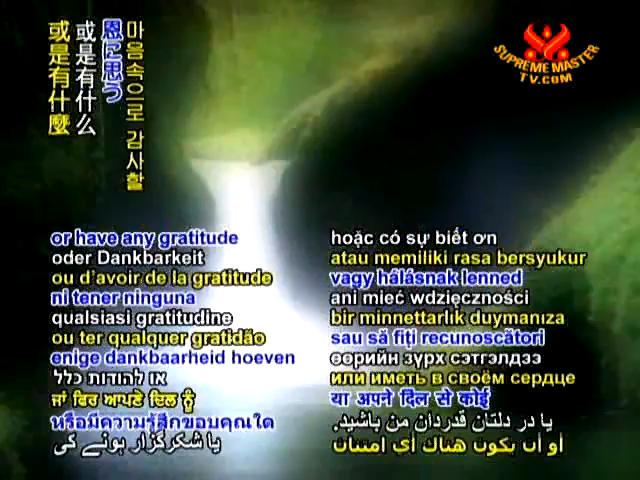 마음속으로 감사할
恩に思う
或是有什么
或是有什麼
SUPREME MASTER
TV.COM
or have any gratitude
oder Dankbarkeit
ou d'avoir de la gratitude
ni tener ninguna
qualsiasi gratitudine
ou ter qualquer gratidão
enige dankbaarheid hoeven
או להודות כלל
ਜਾਂ ਫਿਰ ਆਪਣੇ ਦਿਲ ਨੂੰ
หรือมีความรู้สึกขอบคุณใด
یا شکرگزار ہونے کی
hoặc có sự biết ơn
atau memiliki rasa bersyukur
vagy hálásnak lenned
ani mieć wdzięczności
bir minnettarlık duymanıza
sau să fiţi recunoscători
өөрийн зүрх сэтгэлдээ
или иметь в своём сердце
या अपने दिल से कोई
یا در دلتان قدردان من باشید.
أو أن يكون هناك أي امتنان